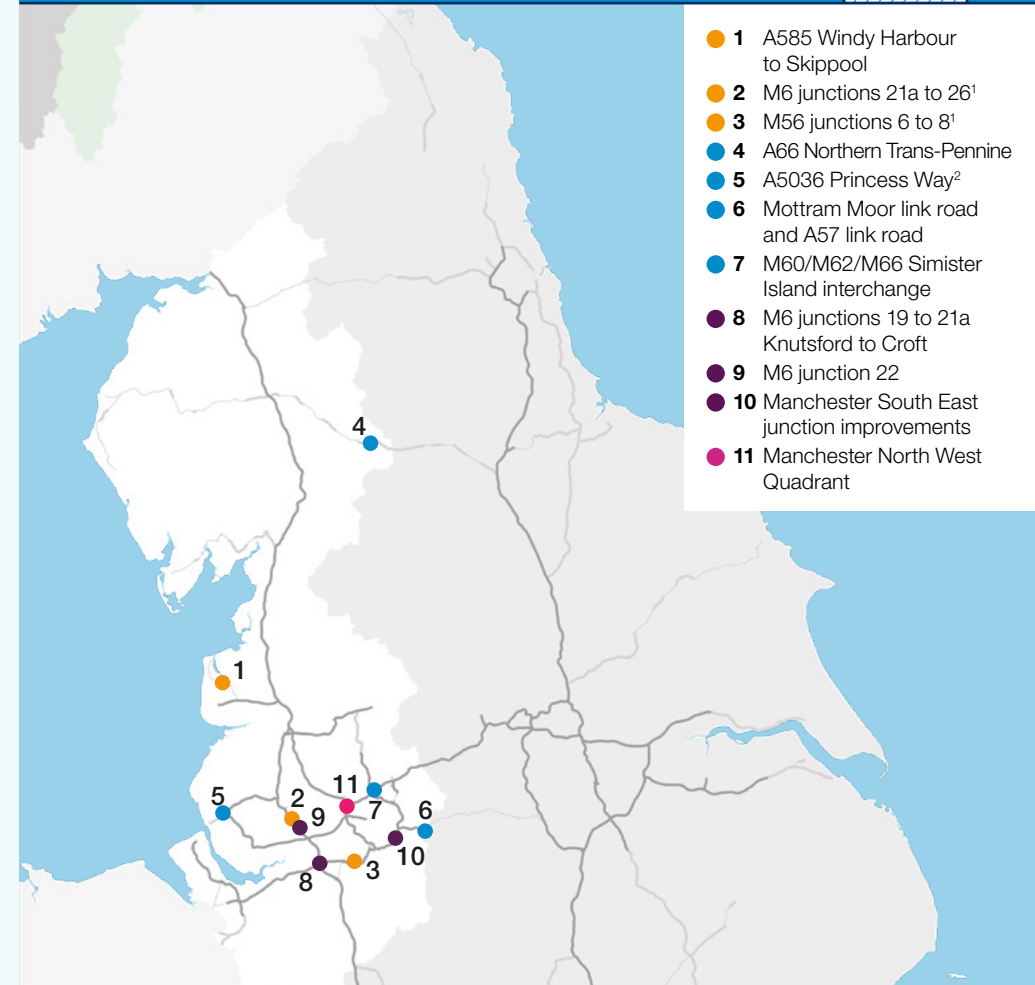 1 A585 Windy Harbour
to Skippool
2 M6 junctions 21a to 26¹
3 M56 junctions 6 to 8¹
4 A66 Northern Trans-Pennine
5 A5036 Princess Way²
6 Mottram Moor link road
and A57 link road
7 M60/M62/M66 Simister
Island interchange
8 M6 junctions 19 to 21a
Knutsford to Croft
9 M6 junction 22
10 Manchester South East
junction improvements
11 Manchester North West
Quadrant
4
1
5
2
9
11
7
6
10
3
8